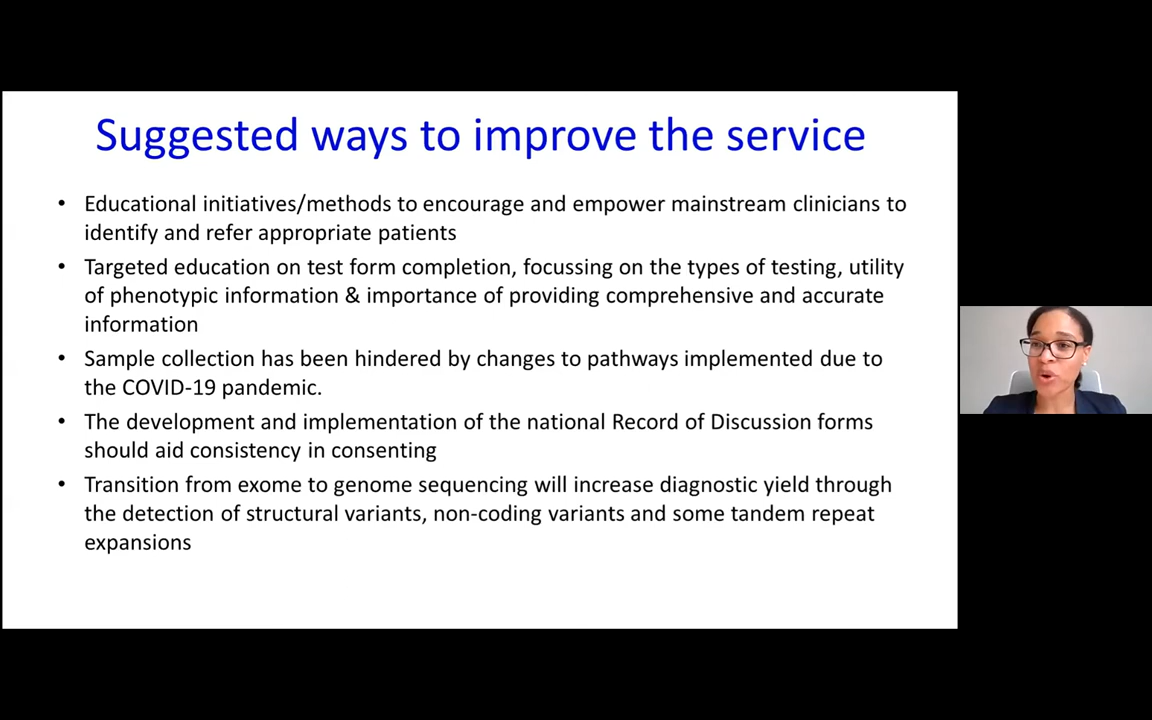 Suggested ways to improve the service
• Educational initiatives/methods to encourage and empower mainstream clinicians to
identify and refer appropriate patients
• Targeted education on test form completion, focussing on the types of testing, utility
of phenotypic information & importance of providing comprehensive and accurate
information
• Sample collection has been hindered by changes to pathways implemented due to
the COVID-19 pandemic.
• The development and implementation of the national Record of Discussion forms
should aid consistency in consenting
• Transition from exome to genome sequencing will increase diagnostic yield through
the detection of structural variants, non-coding variants and some tandem repeat
expansions